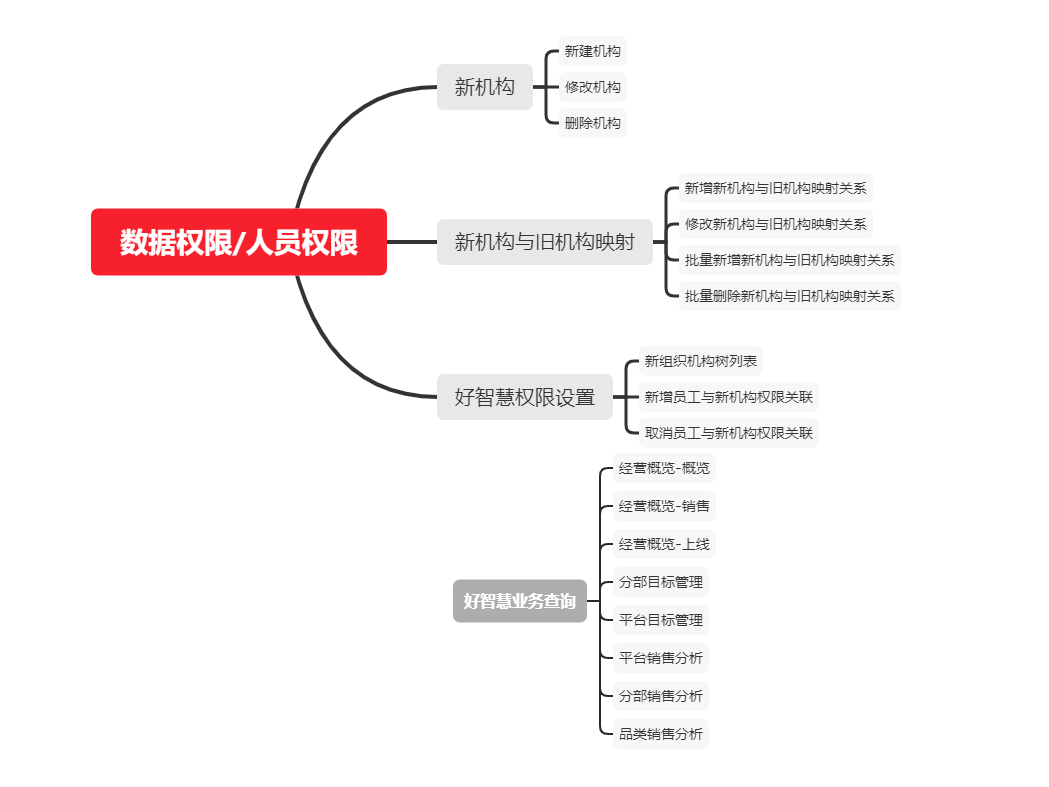 数据权限/人员权限
新机构
新建机构
修改机构
删除机构
新机构与旧机构映射
新增新机构与旧机构映射关系
修改新机构与旧机构映射关系
批量新增新机构与旧机构映射关系
批量删除新机构与旧机构映射关系
好智慧权限设置
新组织机构树列表
新增员工与新机构权限关联
取消员工与新机构权限关联
好智慧业务查询
经营概览-概览
经营概览-销售
经营概览-上线
分部目标管理
平台目标管理
平台销售分析
分部销售分析
品类销售分析